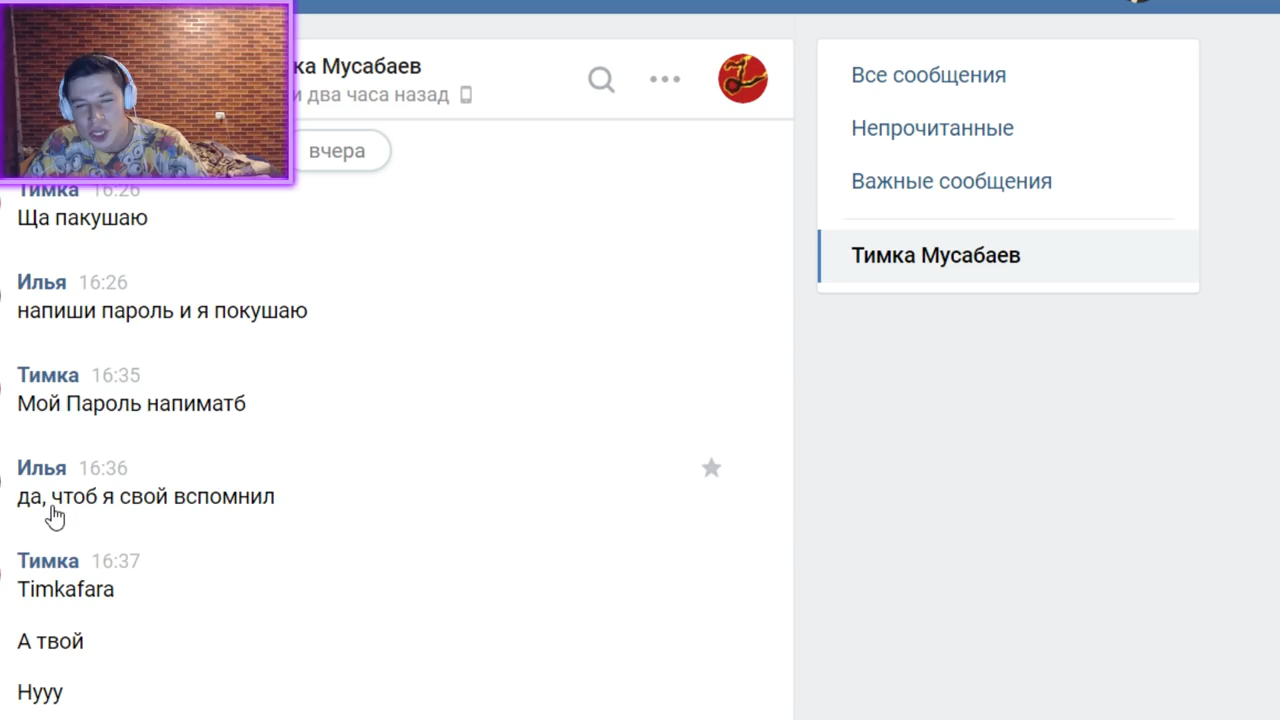 ка Мусабаев
и два часа назад
вчера
Тимка 16:26
Ща пакушаю
Илья 16:26
напиши пароль и я покушаю
Тимка 16:35
Мой Пароль напиматб
Илья 16:36
да, чтоб я свой вспомнил
Тимка 16:37
Timkafara
А твой
Нууу
Все сообщения
Непрочитанные
Важные сообщения
Тимка Мусабаев